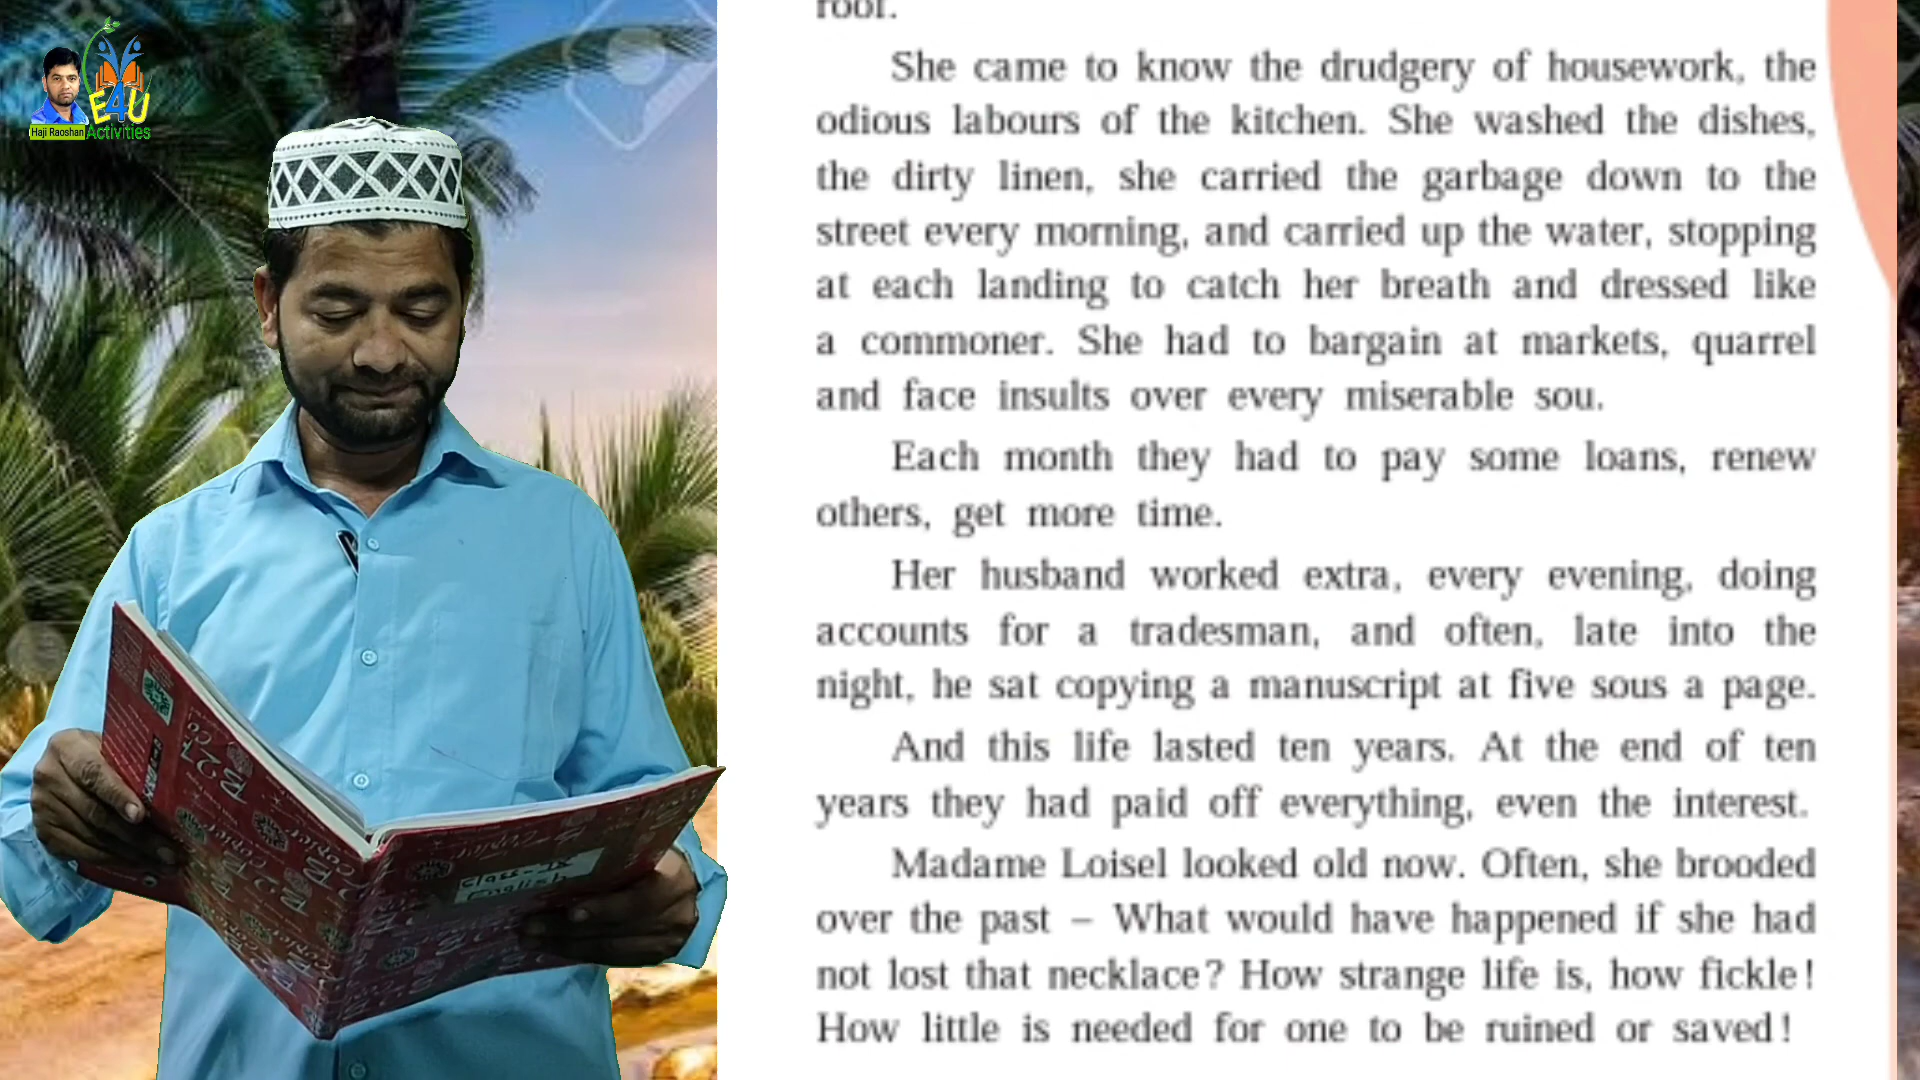 Haji Raoshan
E4U
Activities
roof.
She came to know the drudgery of housework, the
odious labours of the kitchen. She washed the dishes,
the dirty linen, she carried the garbage down to the
street every morning, and carried up the water, stopping
at each landing to catch her breath and dressed like
a commoner. She had to bargain at markets, quarrel
and face insults over every miserable sou.
Each month they had to pay some loans, renew
others, get more time.
Her husband worked extra, every evening, doing
accounts for a tradesman, and often, late into the
night, he sat copying a manuscript at five sous a page.
And this life lasted ten years. At the end of ten
years they had paid off everything, even the interest.
Madame Loisel looked old now. Often, she brooded
over the past – What would have happened if she had
not lost that necklace? How strange life is, how fickle!
How little is needed for one to be ruined or saved!
Class-XI
English